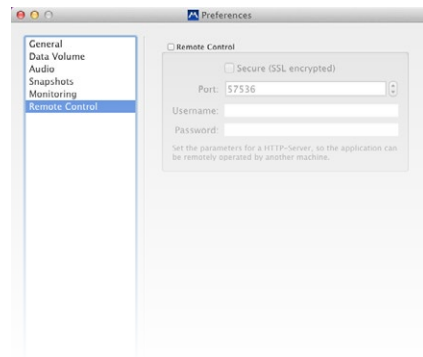 Preferences
General
Data Volume
Audio
Snapshots
Monitoring
Remote Control
Remote Control
Secure (SSL encrypted)
Port: 57536
Username:
Password:
Set the parameters for a HTTP-Server, so the application can
be remotely operated by another machine.